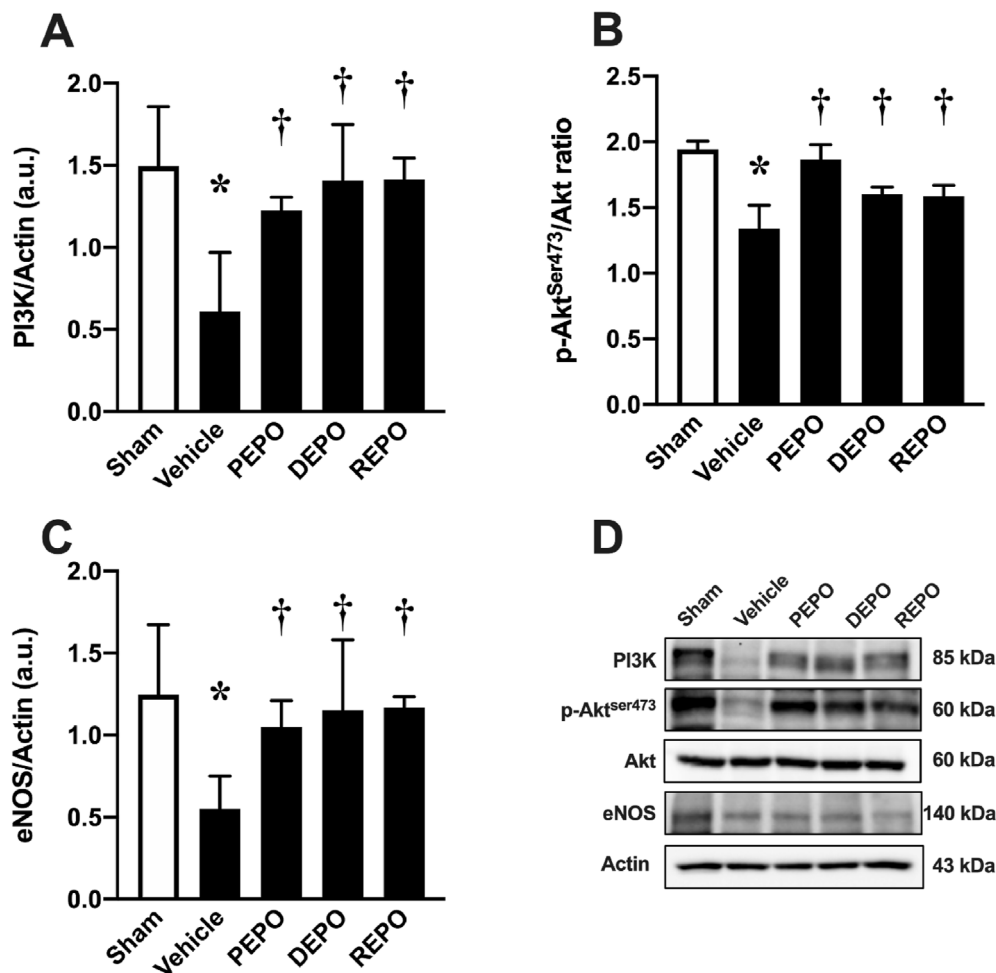 A
PI3K/Actin (a.u.)
2.0
1.5
1.0
0.5
0.0
*
†
†
†
Sham
Vehicle
PEPO
DEPO
REPO
B
p-AktSer473/Akt ratio
2.5
2.0
1.5
1.0
0.5
0.0
*
†
†
†
Sham
Vehicle
PEPO
DEPO
REPO
C
eNOS/Actin (a.u.)
2.0
1.5
1.0
0.5
0.0
*
†
†
†
Sham
Vehicle
PEPO
DEPO
REPO
D
Sham
Vehicle
PEPO
DEPO
REPO
PI3K 85 kDa
p-Aktser473 60 kDa
Akt 60 kDa
eNOS 140 kDa
Actin 43 kDa